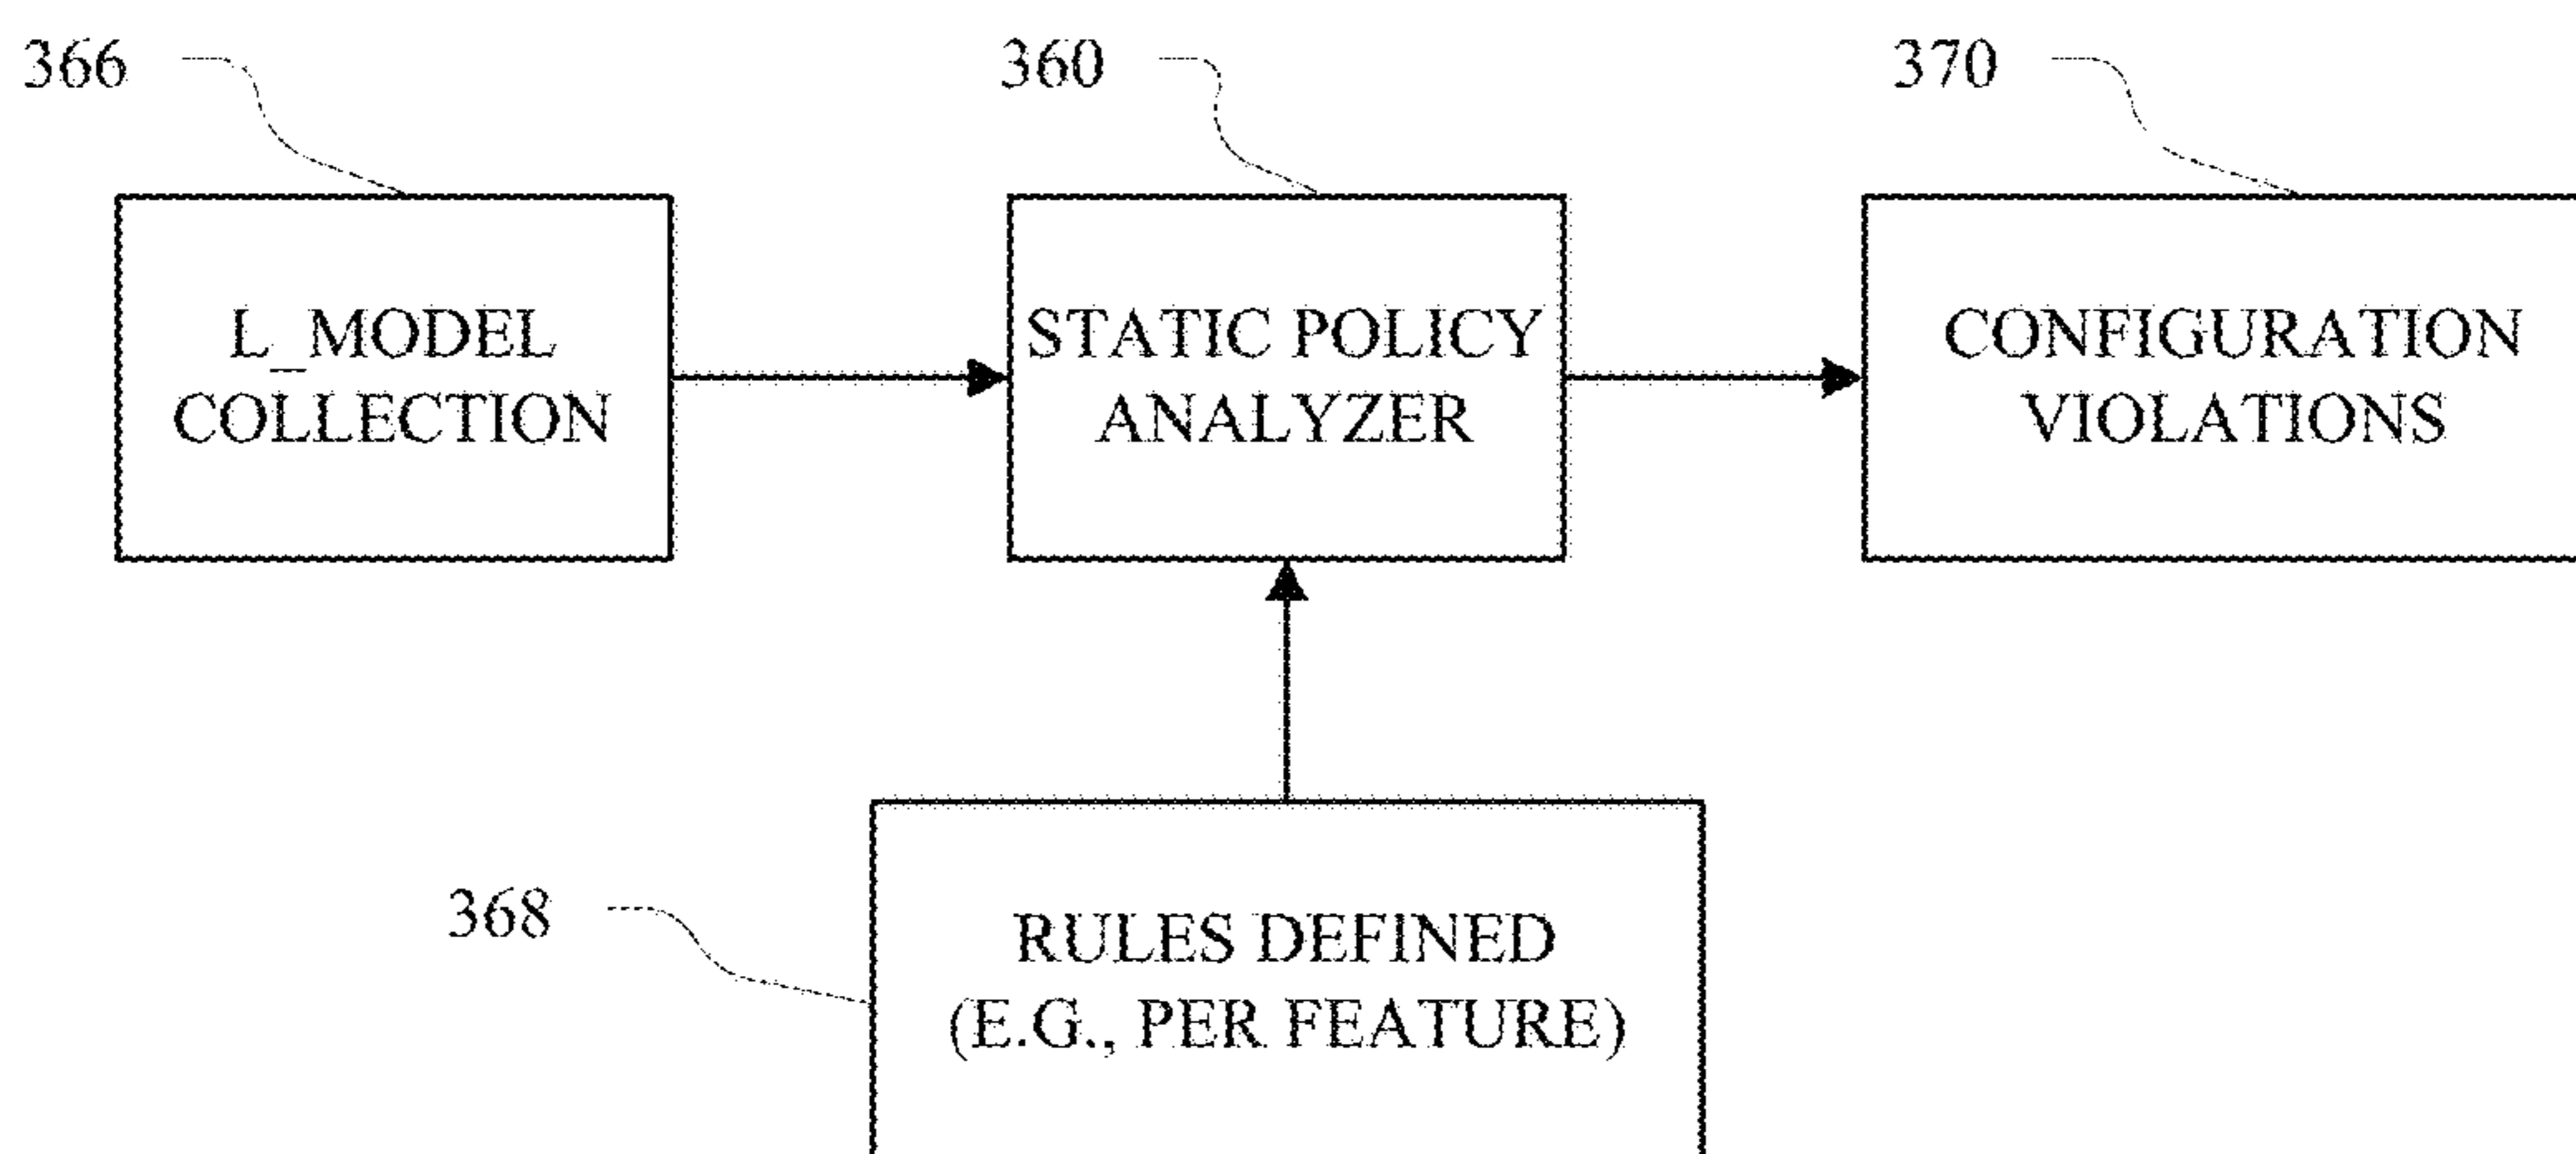 366
360
370
L_MODEL
COLLECTION
STATIC POLICY
ANALYZER
CONFIGURATION
VIOLATIONS
368
RULES DEFINED
(E.G., PER FEATURE)